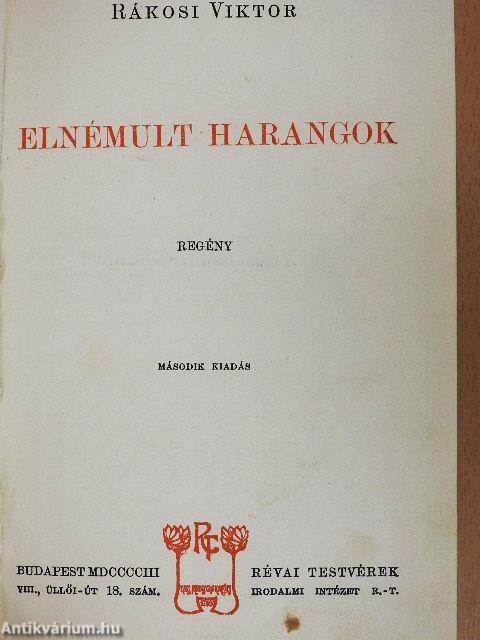 RÁKOSI VIKTOR
ELNÉMULT HARANGOK
REGÉNY
MÁSODIK KIADÁS
BUDAPEST MDCCCCIII
VIII., ÜLLŐI-ÚT 18. SZÁM.
RÉVAI TESTVÉREK
IRODALMI INTÉZET R.-T.
Antikvárium.hu